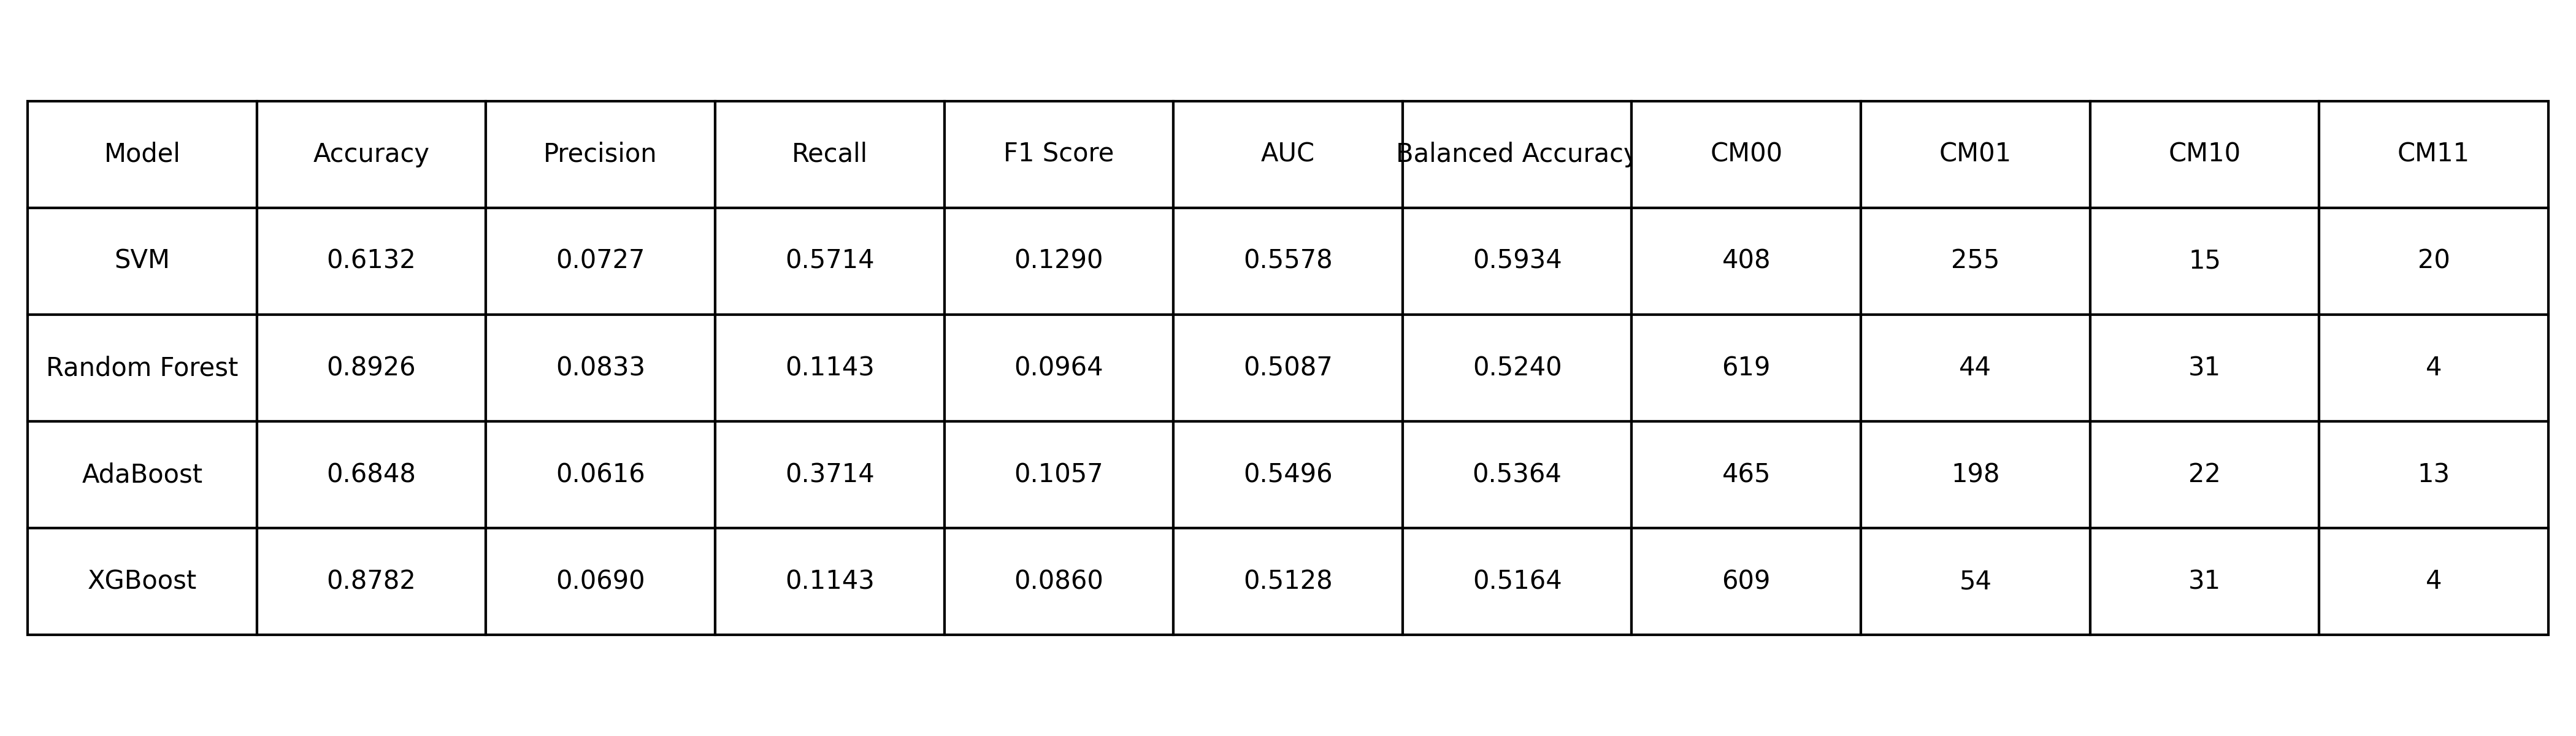 Model Accuracy Precision Recall F1 Score AUC Balanced Accuracy CM00 CM01 CM10 CM11
SVM 0.6132 0.0727 0.5714 0.1290 0.5578 0.5934 408 255 15 20
Random Forest 0.8926 0.0833 0.1143 0.0964 0.5087 0.5240 619 44 31 4
AdaBoost 0.6848 0.0616 0.3714 0.1057 0.5496 0.5364 465 198 22 13
XGBoost 0.8782 0.0690 0.1143 0.0860 0.5128 0.5164 609 54 31 4